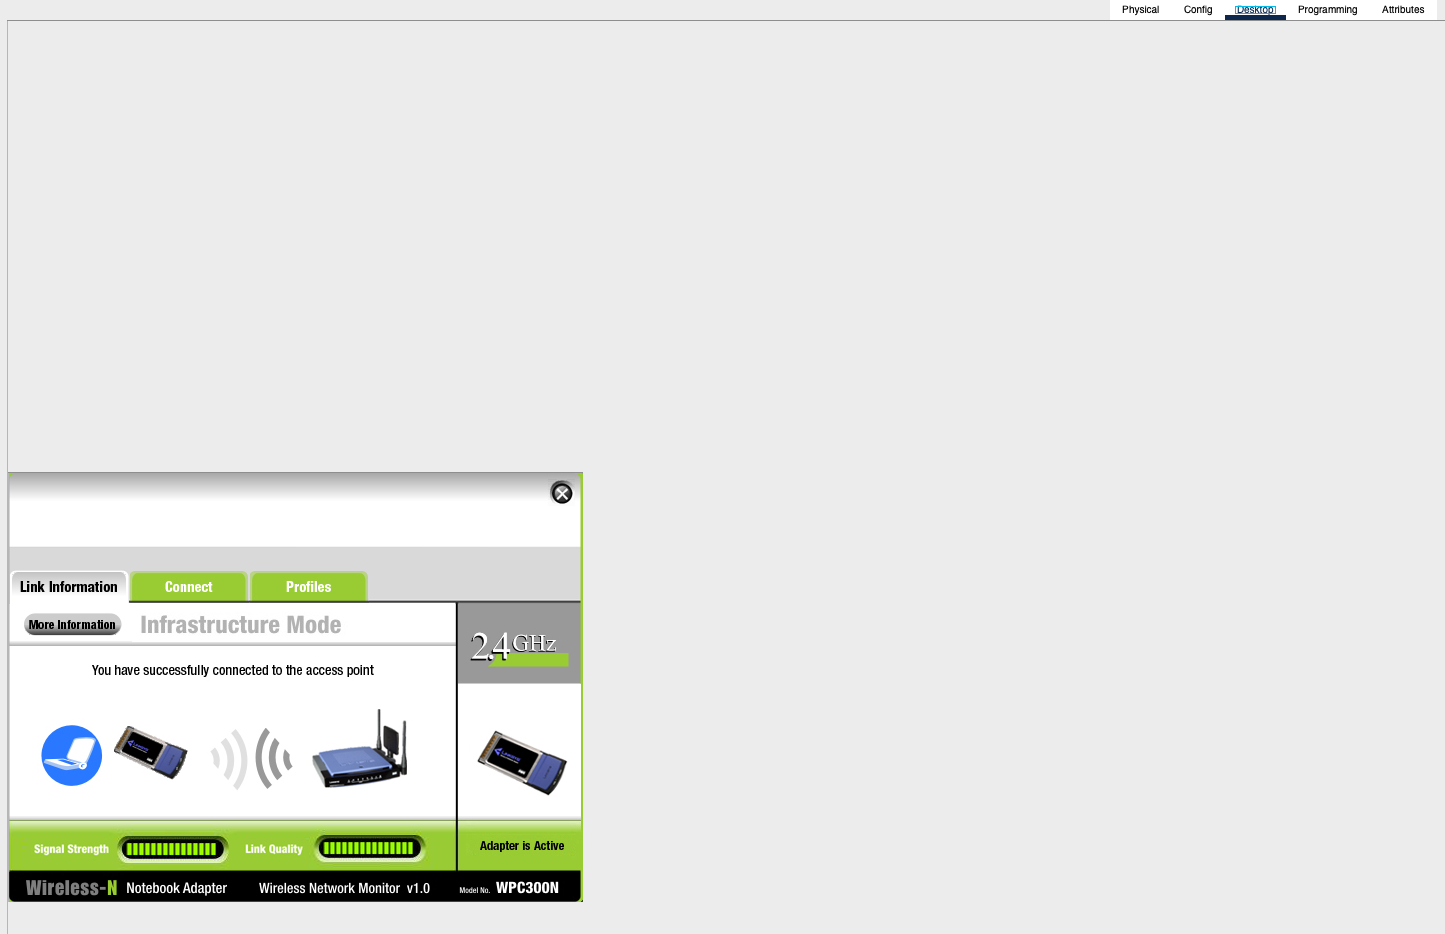 Physical Config Desktop Programming Attributes
Link Information Connect Profiles
More Information Infrastructure Mode
2.4GHz
You have successfully connected to the access point
Signal Strength Link Quality Adapter is Active
Wireless-N Notebook Adapter Wireless Network Monitor v1.0 Model No. WPC300N